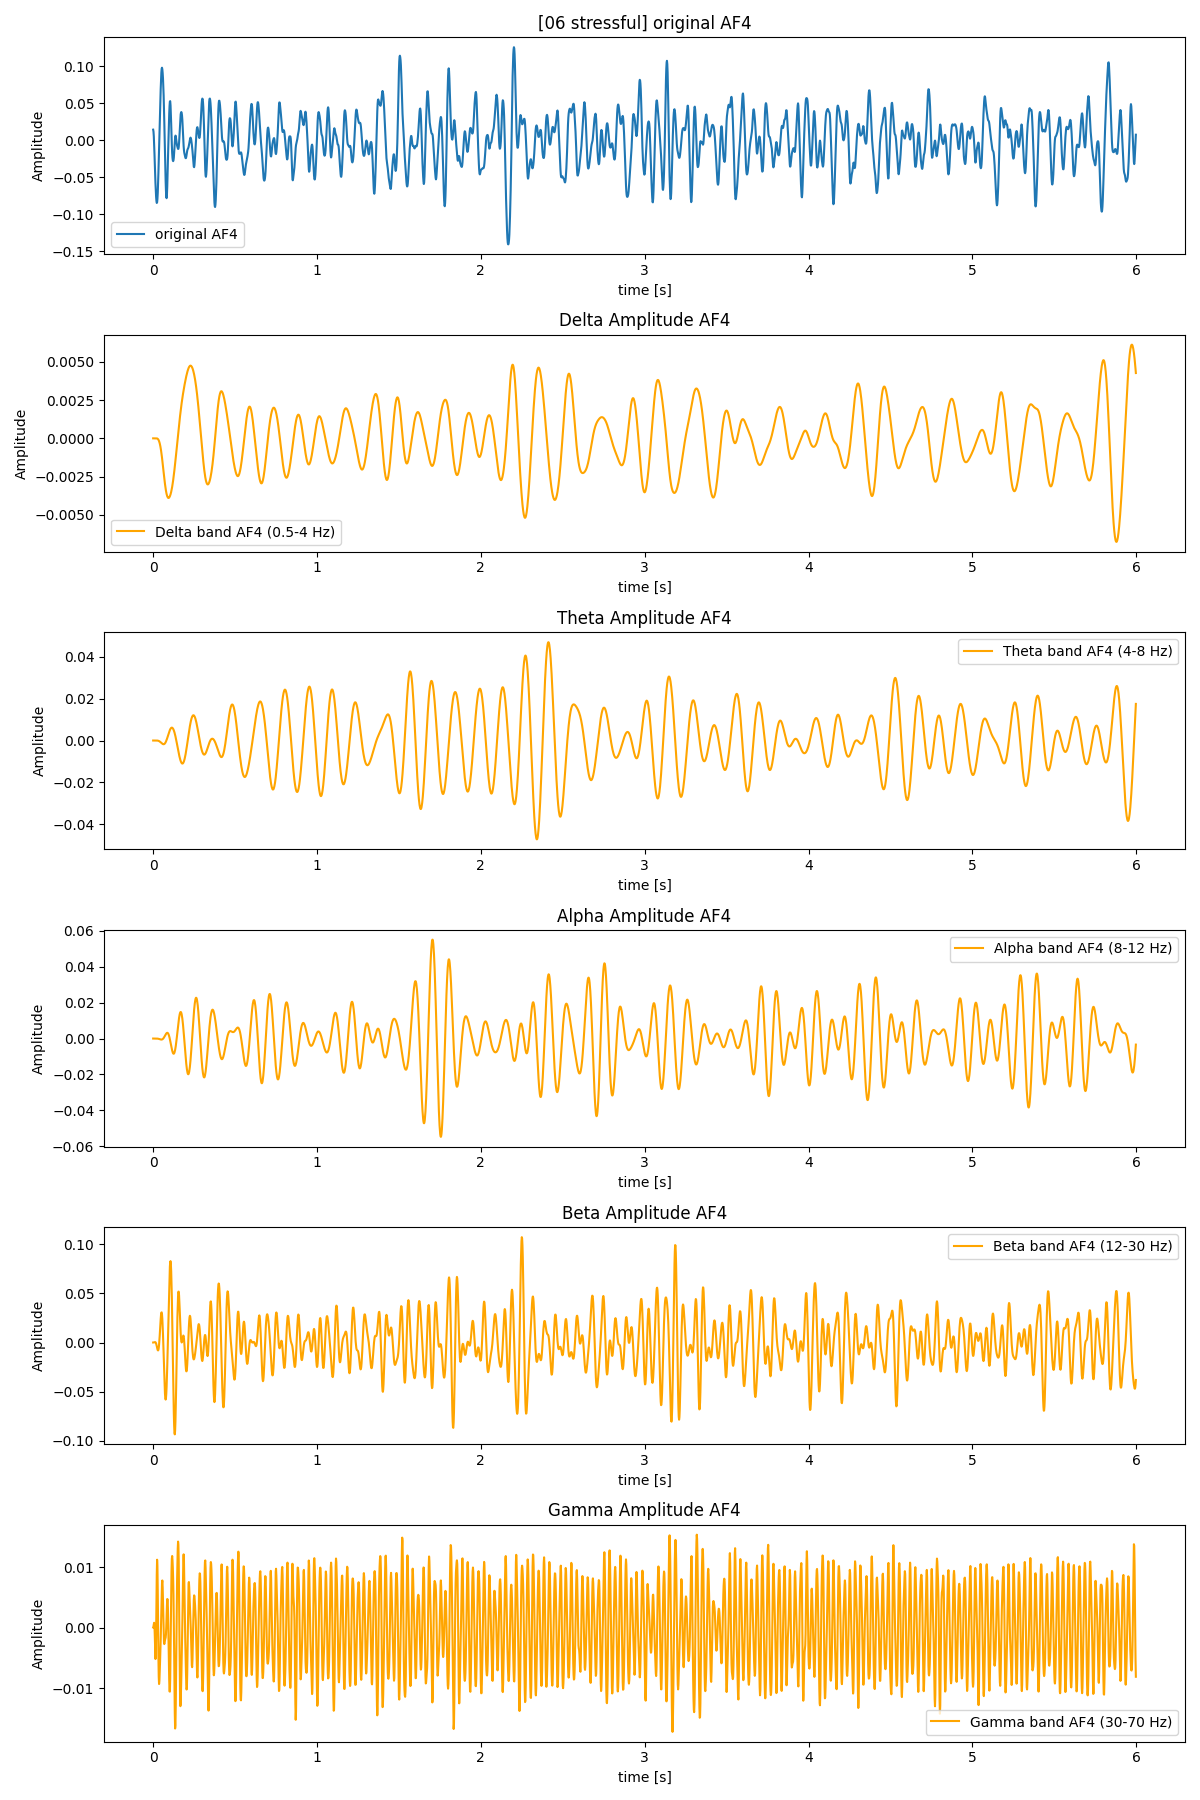 [06 stressful] original AF4
0.10
0.05
0.00
−0.05
−0.10
−0.15
Amplitude
original AF4
0 1 2 3 4 5 6
time [s]
Delta Amplitude AF4
0.0050
0.0025
0.0000
−0.0025
−0.0050
Amplitude
Delta band AF4 (0.5-4 Hz)
0 1 2 3 4 5 6
time [s]
Theta Amplitude AF4
0.04
0.02
0.00
−0.02
−0.04
Amplitude
Theta band AF4 (4-8 Hz)
0 1 2 3 4 5 6
time [s]
Alpha Amplitude AF4
0.06
0.04
0.02
0.00
−0.02
−0.04
−0.06
Amplitude
Alpha band AF4 (8-12 Hz)
0 1 2 3 4 5 6
time [s]
Beta Amplitude AF4
0.10
0.05
0.00
−0.05
−0.10
Amplitude
Beta band AF4 (12-30 Hz)
0 1 2 3 4 5 6
time [s]
Gamma Amplitude AF4
0.01
0.00
−0.01
Amplitude
Gamma band AF4 (30-70 Hz)
0 1 2 3 4 5 6
time [s]